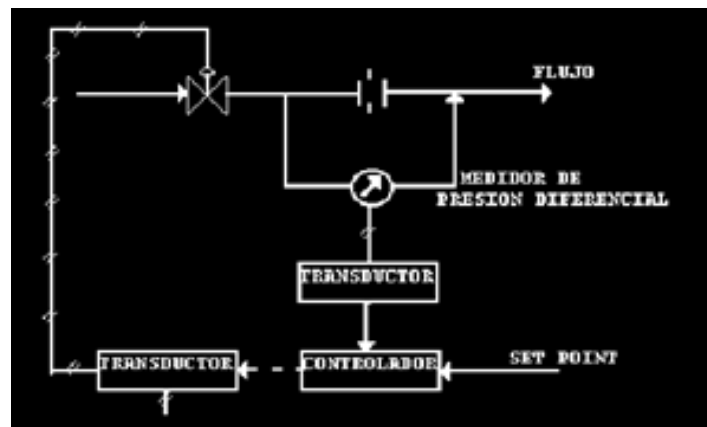 FLUJO
MEDIDOR DE
PRESION DIFERENCIAL
TRANSDUCTOR
TRANSDUCTOR
CONTROLADOR
SET POINT